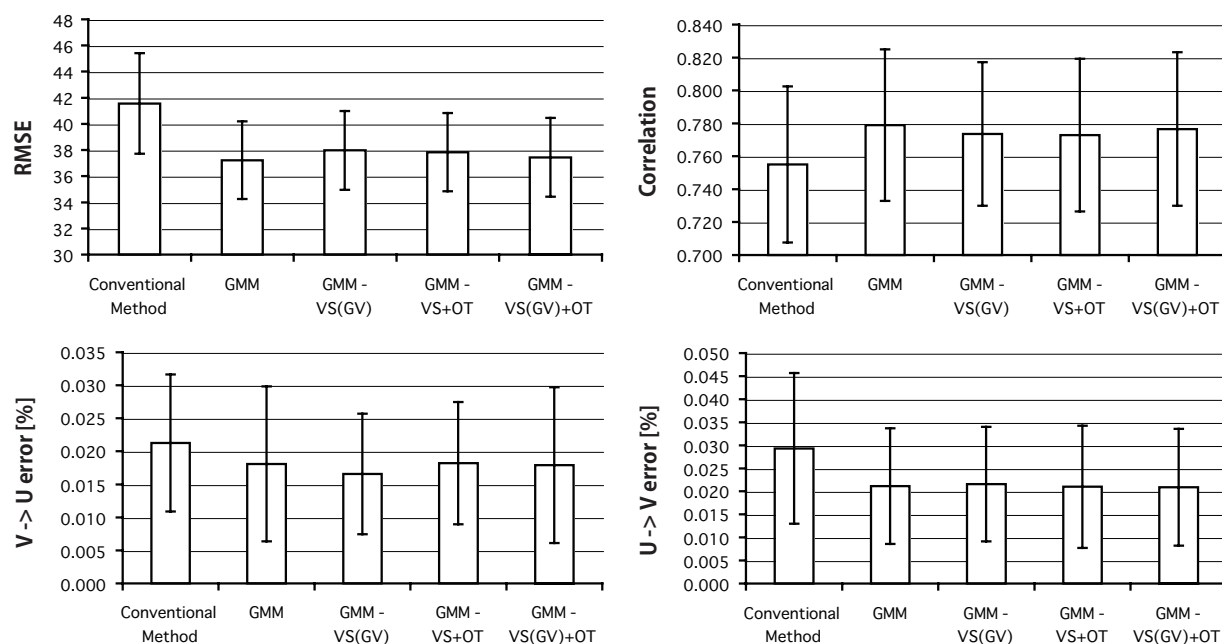 RMSE
48
46
44
42
40
38
36
34
32
30
Conventional Method
GMM
GMM - VS(GV)
GMM - VS+OT
GMM - VS(GV)+OT
Correlation
0.840
0.820
0.800
0.780
0.760
0.740
0.720
0.700
Conventional Method
GMM
GMM - VS(GV)
GMM - VS+OT
GMM - VS(GV)+OT
V -> U error [%]
0.035
0.030
0.025
0.020
0.015
0.010
0.005
0.000
Conventional Method
GMM
GMM - VS(GV)
GMM - VS+OT
GMM - VS(GV)+OT
U -> V error [%]
0.050
0.045
0.040
0.035
0.030
0.025
0.020
0.015
0.010
0.005
0.000
Conventional Method
GMM
GMM - VS(GV)
GMM - VS+OT
GMM - VS(GV)+OT